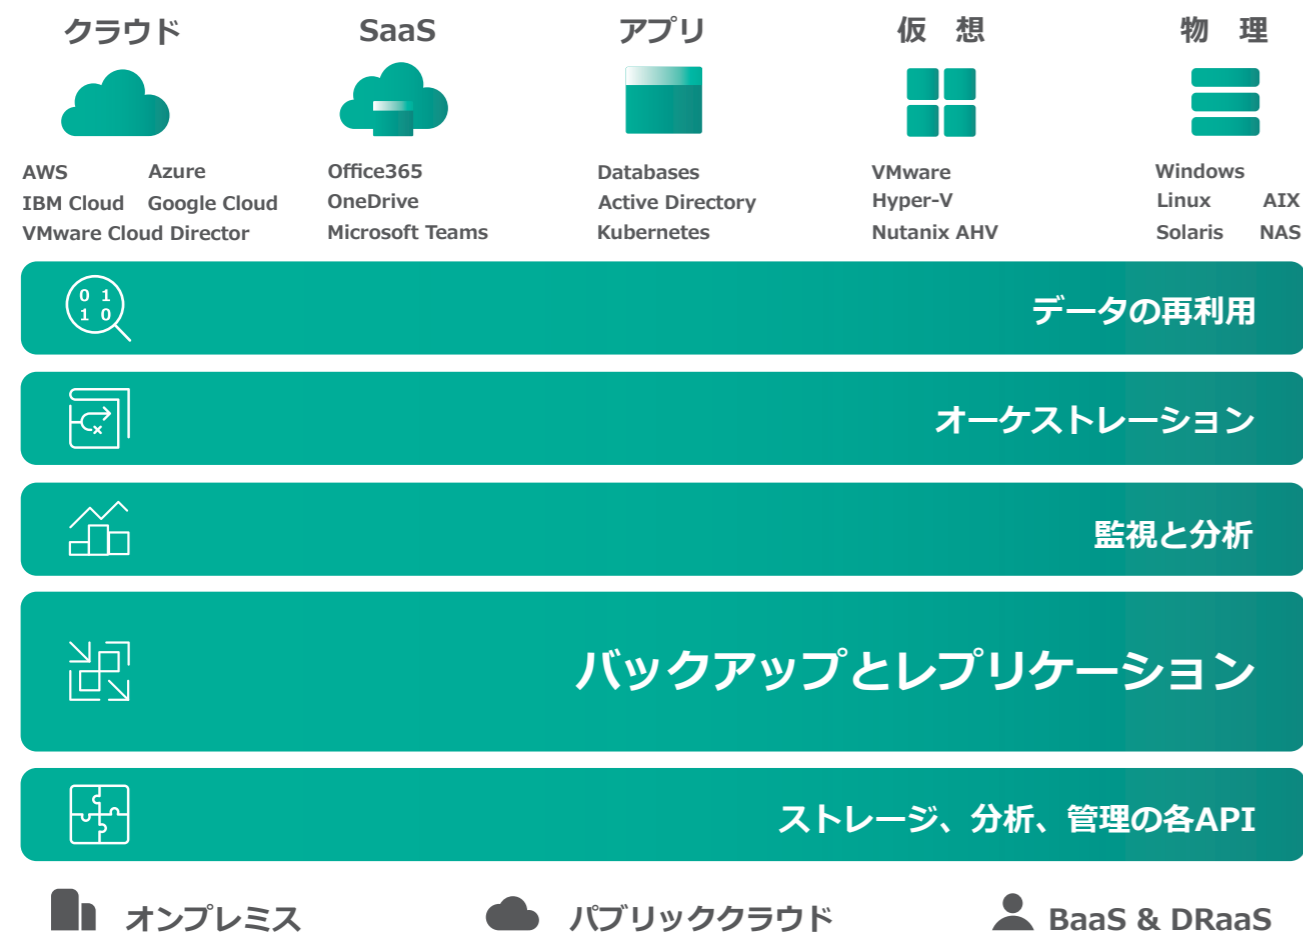 クラウド
SaaS
アプリ
仮 想
物 理
AWS Azure
IBM Cloud Google Cloud
VMware Cloud Director
Office365
OneDrive
Microsoft Teams
Databases
Active Directory
Kubernetes
VMware
Hyper-V
Nutanix AHV
Windows
Linux AIX
Solaris NAS
0 1
1 0
データの再利用
オーケストレーション
監視と分析
バックアップとレプリケーション
ストレージ、分析、管理の各API
オンプレミス
パブリッククラウド
BaaS & DRaaS